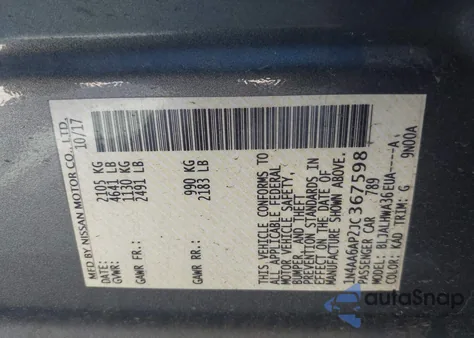 MFD BY NISSAN MOTOR CO., LTD.
10/17
GVWR: 2105 KG
4641 LB
GAWR FR: 1130 KG
2491 LB
GAWR RR: 990 KG
2183 LB
THIS VEHICLE CONFORMS TO
ALL APPLICABLE FEDERAL
MOTOR VEHICLE SAFETY,
BUMPER, AND THEFT
PREVENTION STANDARDS IN
EFFECT ON THE DATE OF
MANUFACTURE SHOWN ABOVE.
1N4AA6AP2JC367598
PASSENGER CAR 789
MODEL: BLJALHWA36EUA----A
COLOR: KAD TRIM: G 9N00A
autoSnap